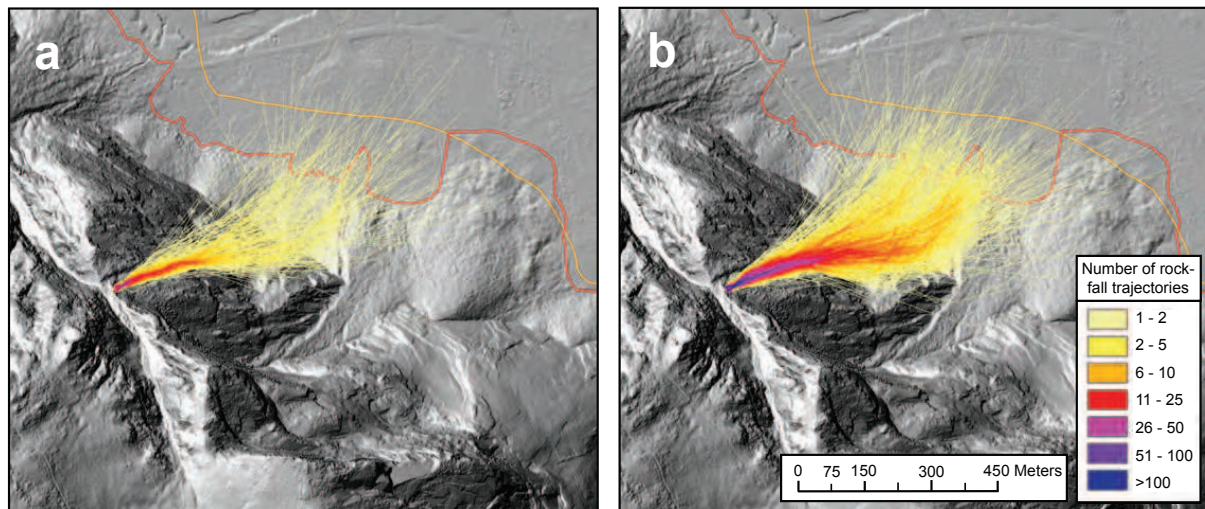 a
b
Number of rock-
fall trajectories
1 - 2
2 - 5
6 - 10
11 - 25
26 - 50
51 - 100
>100
0 75 150 300 450 Meters